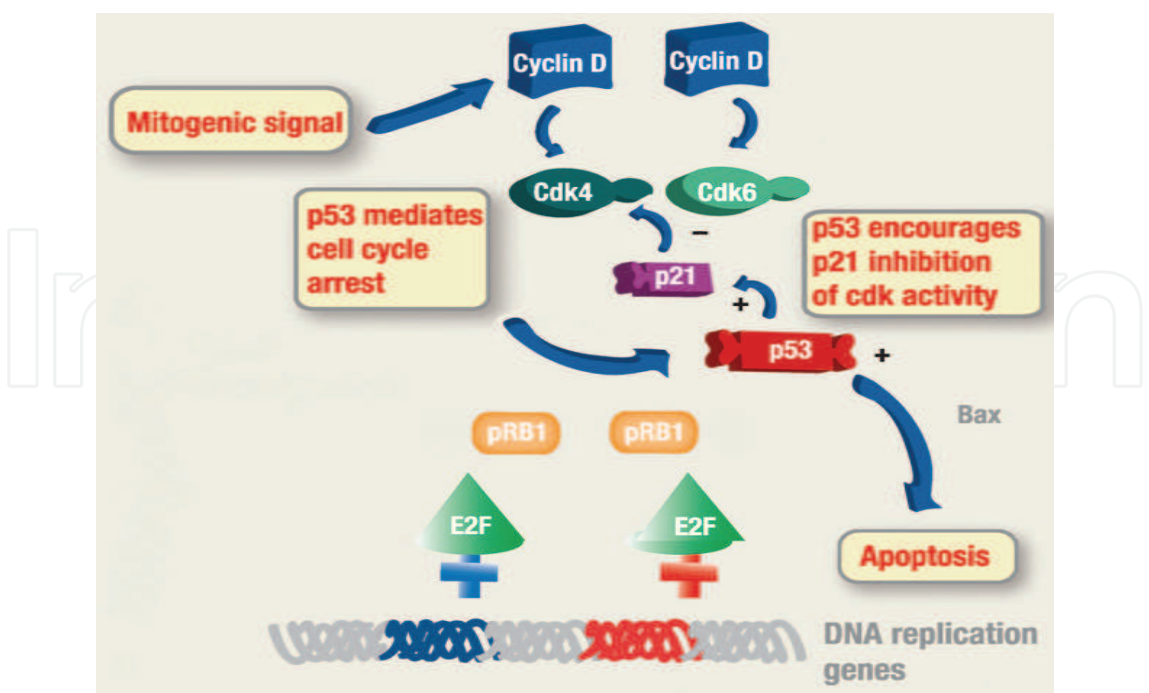 Cyclin D
Cyclin D
Mitogenic signal
Cdk4
Cdk6
p53 mediates
cell cycle
arrest
–
p53 encourages
p21 inhibition
of cdk activity
p21
+
p53
+
Bax
pRB1
pRB1
E2F
E2F
Apoptosis
DNA replication
genes